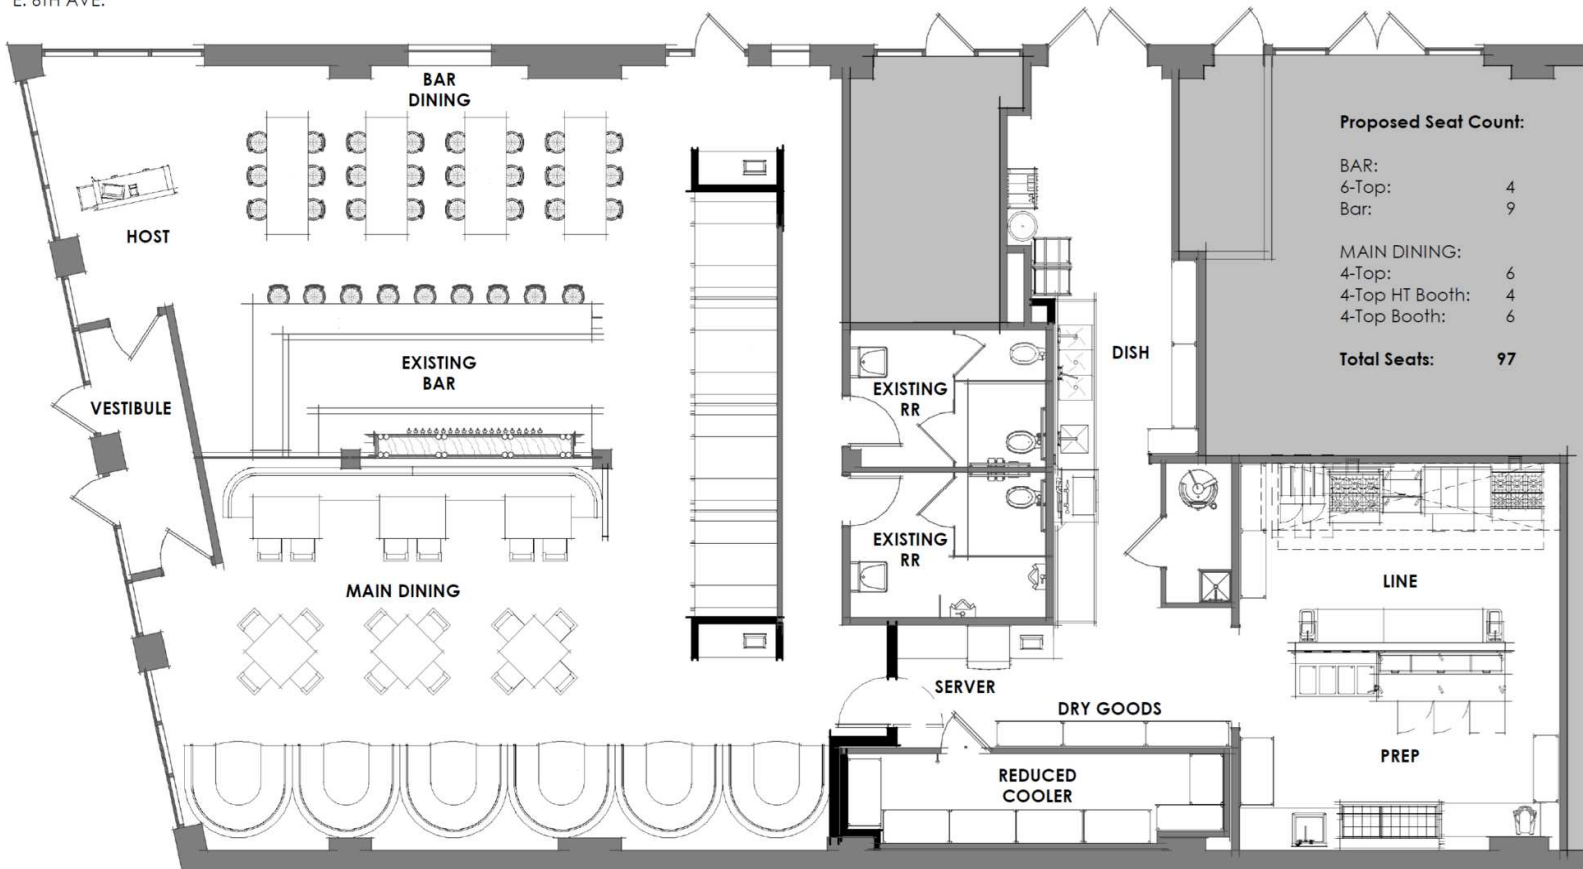 E. 8TH AVE.
BAR
DINING
HOST
EXISTING
BAR
VESTIBULE
MAIN DINING
EXISTING
RR
EXISTING
RR
DISH
SERVER
DRY GOODS
REDUCED
COOLER
LINE
PREP
Proposed Seat Count:
BAR:
6-Top: 4
Bar: 9
MAIN DINING:
4-Top: 6
4-Top HT Booth: 4
4-Top Booth: 6
Total Seats: 97